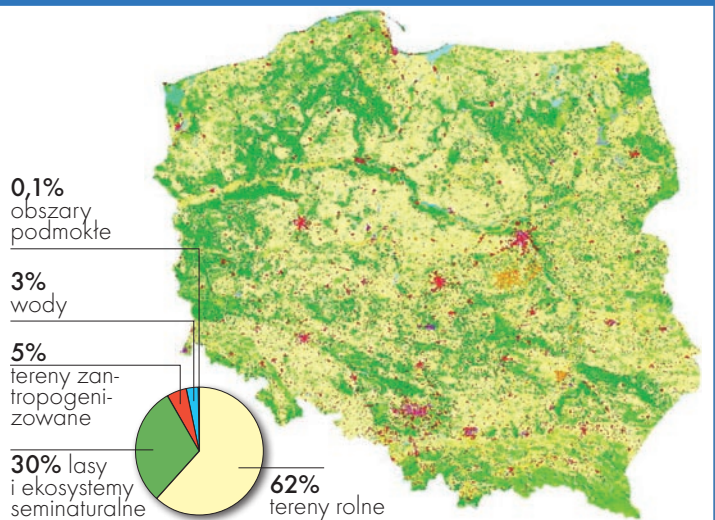 0,1%
obszary
podmokłe
3%
wody
5%
tereny zan-
tropogeni-
zowane
30% lasy
i ekosystemy
seminaturalne
62%
tereny rolne